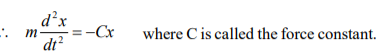 ∴ m d²x/dt² = −Cx where C is called the force constant.